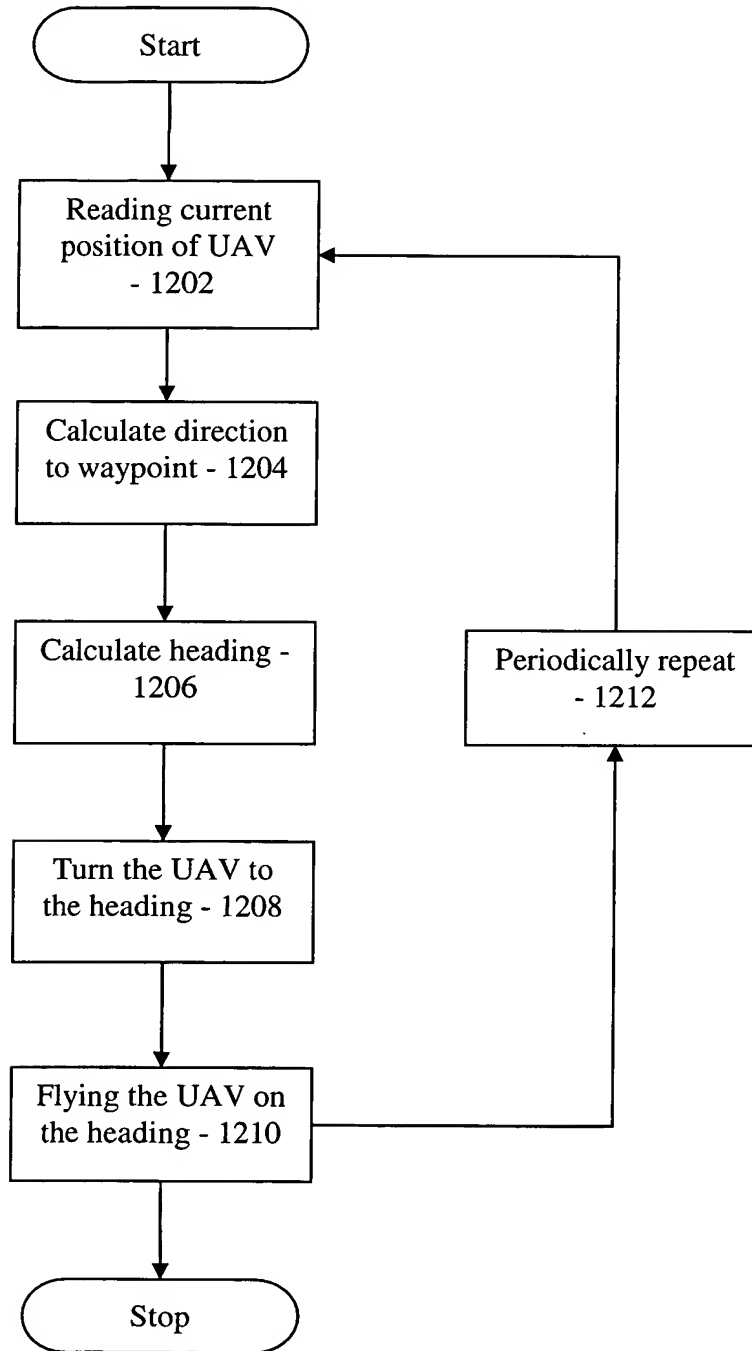 Start
Reading current
position of UAV
- 1202
Calculate direction
to waypoint - 1204
Calculate heading -
1206
Periodically repeat
- 1212
Turn the UAV to
the heading - 1208
Flying the UAV on
the heading - 1210
Stop